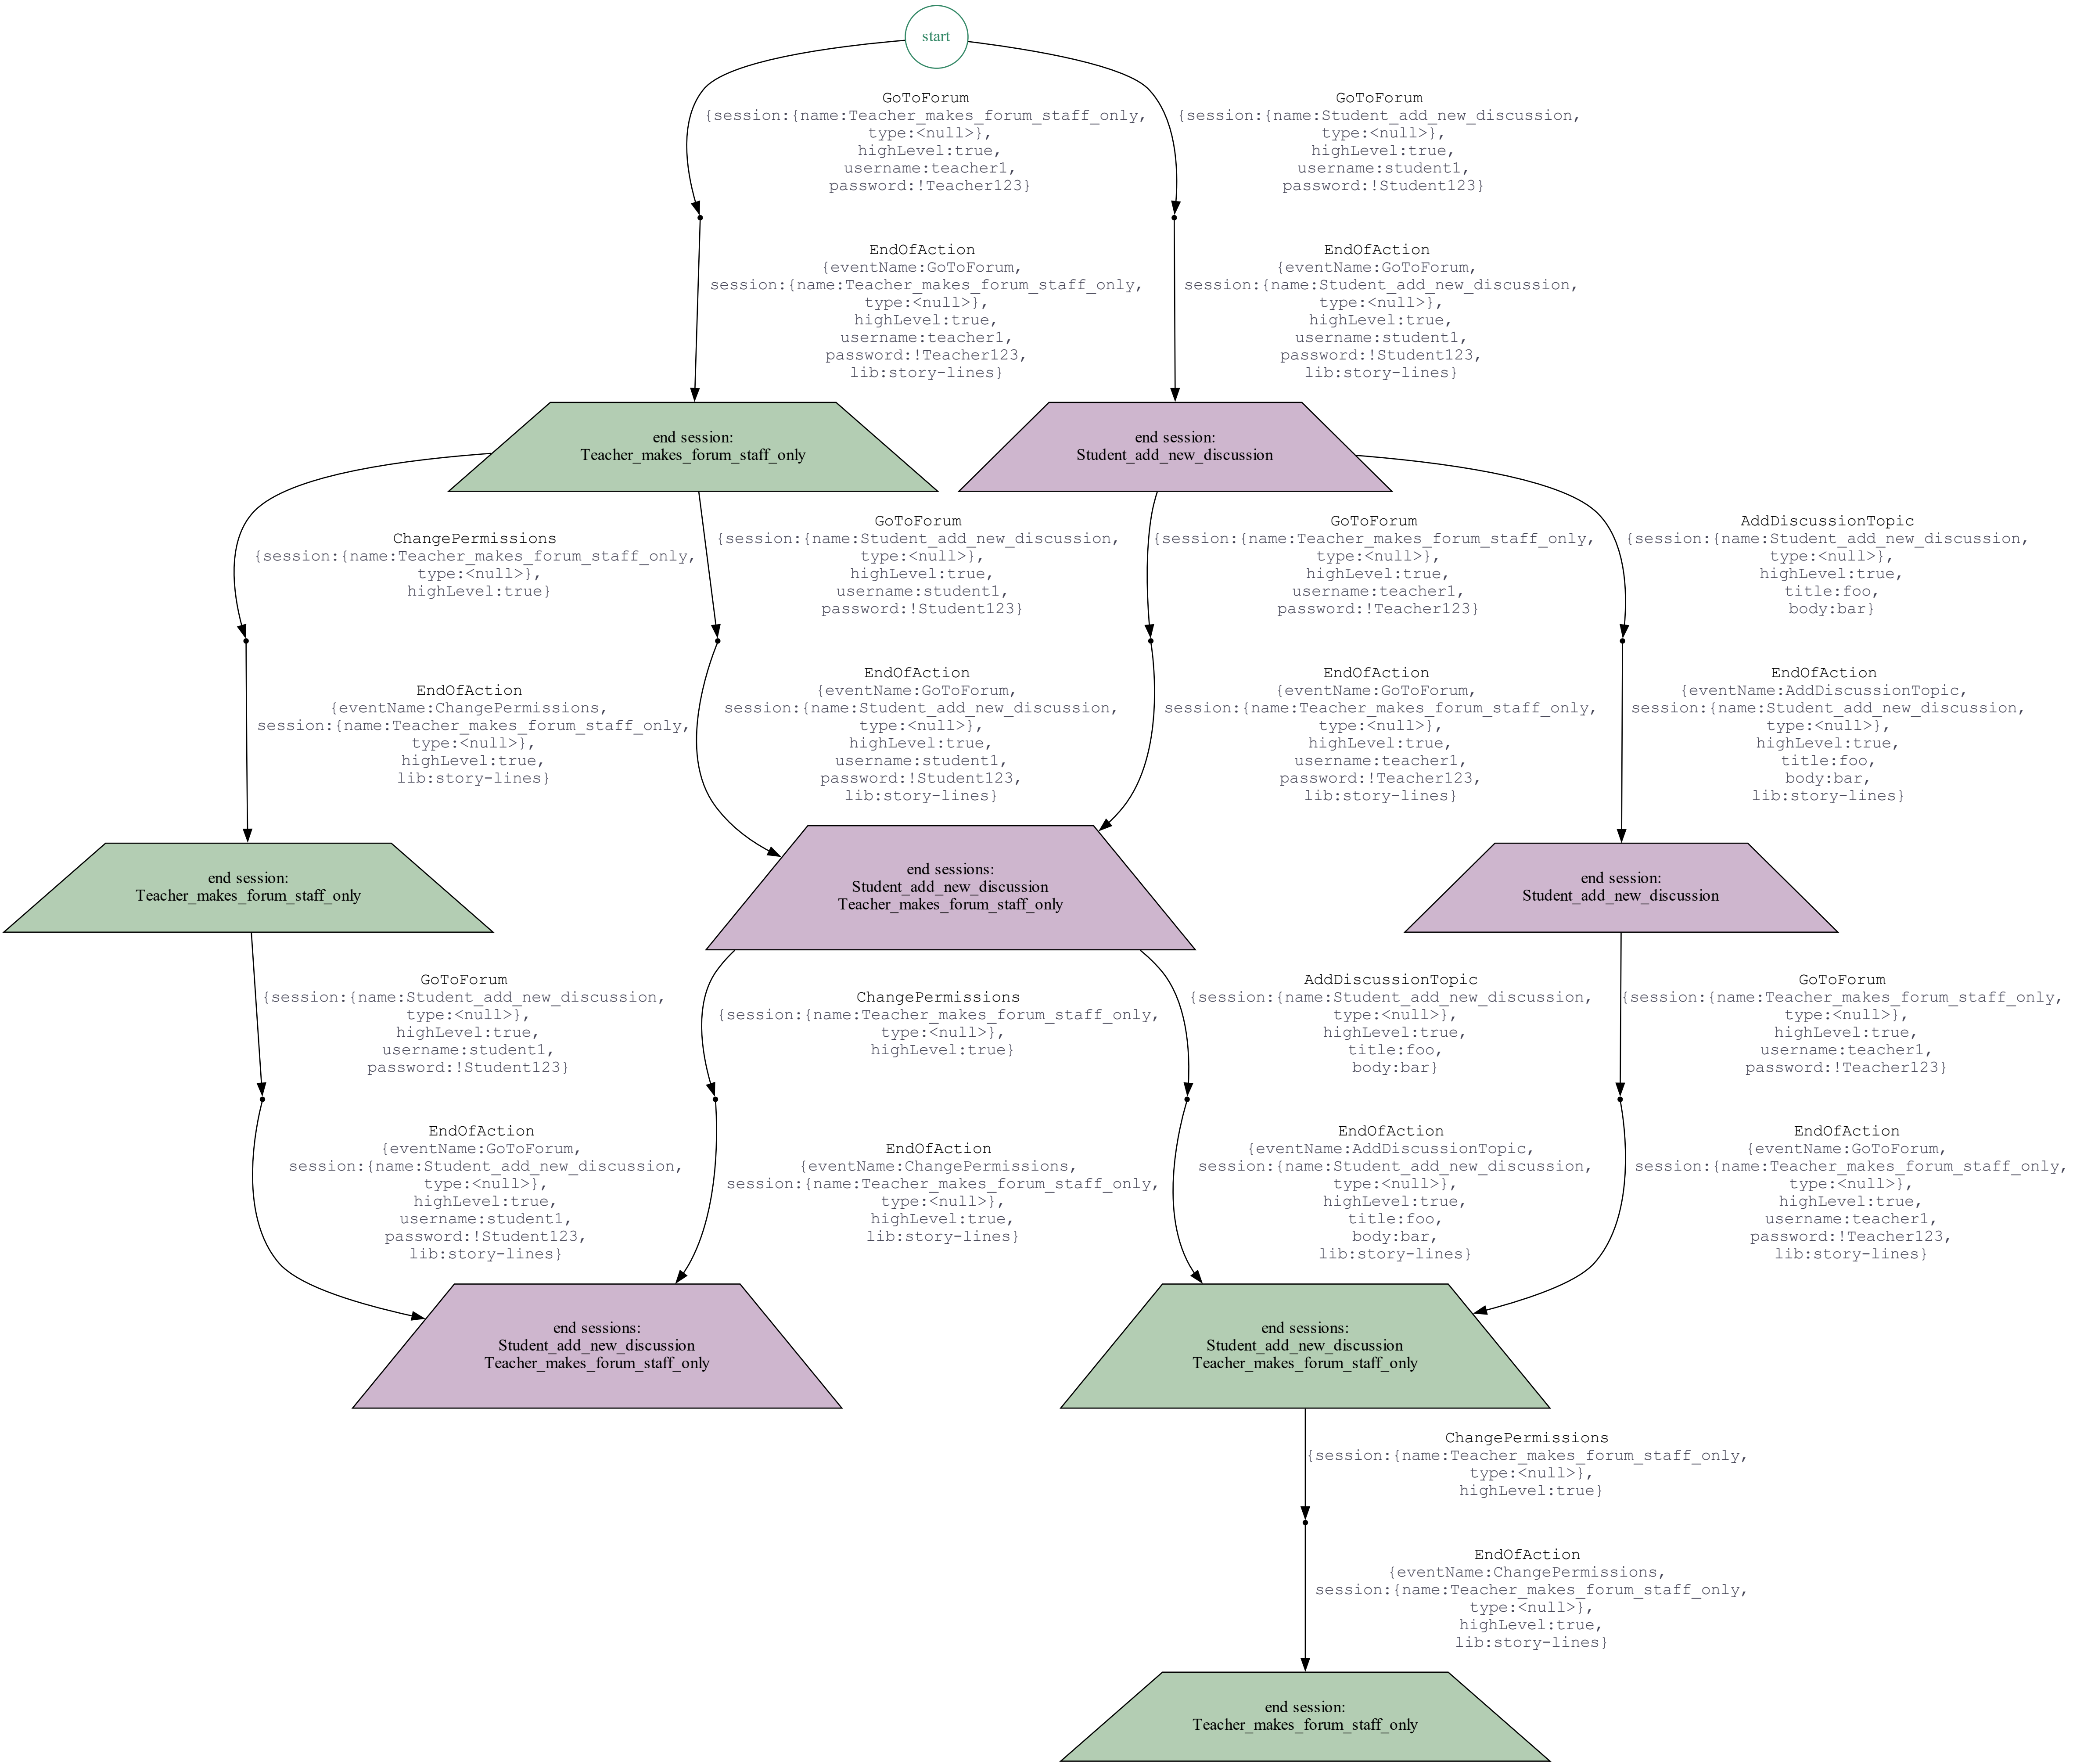 start
GoToForum
{session:{name:Teacher_makes_forum_staff_only,
type:<null>},
highLevel:true,
username:teacher1,
password:!Teacher123}
GoToForum
{session:{name:Student_add_new_discussion,
type:<null>},
highLevel:true,
username:student1,
password:!Student123}
EndOfAction
{eventName:GoToForum,
session:{name:Teacher_makes_forum_staff_only,
type:<null>},
highLevel:true,
username:teacher1,
password:!Teacher123,
lib:story-lines}
EndOfAction
{eventName:GoToForum,
session:{name:Student_add_new_discussion,
type:<null>},
highLevel:true,
username:student1,
password:!Student123,
lib:story-lines}
end session:
Teacher_makes_forum_staff_only
end session:
Student_add_new_discussion
ChangePermissions
{session:{name:Teacher_makes_forum_staff_only,
type:<null>},
highLevel:true}
GoToForum
{session:{name:Student_add_new_discussion,
type:<null>},
highLevel:true,
username:student1,
password:!Student123}
GoToForum
{session:{name:Teacher_makes_forum_staff_only,
type:<null>},
highLevel:true,
username:teacher1,
password:!Teacher123}
AddDiscussionTopic
{session:{name:Student_add_new_discussion,
type:<null>},
highLevel:true,
title:foo,
body:bar}
EndOfAction
{eventName:ChangePermissions,
session:{name:Teacher_makes_forum_staff_only,
type:<null>},
highLevel:true,
lib:story-lines}
EndOfAction
{eventName:GoToForum,
session:{name:Student_add_new_discussion,
type:<null>},
highLevel:true,
username:student1,
password:!Student123,
lib:story-lines}
EndOfAction
{eventName:GoToForum,
session:{name:Teacher_makes_forum_staff_only,
type:<null>},
highLevel:true,
username:teacher1,
password:!Teacher123,
lib:story-lines}
EndOfAction
{eventName:AddDiscussionTopic,
session:{name:Student_add_new_discussion,
type:<null>},
highLevel:true,
title:foo,
body:bar,
lib:story-lines}
end session:
Teacher_makes_forum_staff_only
end sessions:
Student_add_new_discussion
Teacher_makes_forum_staff_only
end session:
Student_add_new_discussion
GoToForum
{session:{name:Student_add_new_discussion,
type:<null>},
highLevel:true,
username:student1,
password:!Student123}
ChangePermissions
{session:{name:Teacher_makes_forum_staff_only,
type:<null>},
highLevel:true}
AddDiscussionTopic
{session:{name:Student_add_new_discussion,
type:<null>},
highLevel:true,
title:foo,
body:bar}
GoToForum
{session:{name:Teacher_makes_forum_staff_only,
type:<null>},
highLevel:true,
username:teacher1,
password:!Teacher123}
EndOfAction
{eventName:GoToForum,
session:{name:Student_add_new_discussion,
type:<null>},
highLevel:true,
username:student1,
password:!Student123,
lib:story-lines}
EndOfAction
{eventName:ChangePermissions,
session:{name:Teacher_makes_forum_staff_only,
type:<null>},
highLevel:true,
lib:story-lines}
EndOfAction
{eventName:AddDiscussionTopic,
session:{name:Student_add_new_discussion,
type:<null>},
highLevel:true,
title:foo,
body:bar,
lib:story-lines}
EndOfAction
{eventName:GoToForum,
session:{name:Teacher_makes_forum_staff_only,
type:<null>},
highLevel:true,
username:teacher1,
password:!Teacher123,
lib:story-lines}
end sessions:
Student_add_new_discussion
Teacher_makes_forum_staff_only
end sessions:
Student_add_new_discussion
Teacher_makes_forum_staff_only
ChangePermissions
{session:{name:Teacher_makes_forum_staff_only,
type:<null>},
highLevel:true}
EndOfAction
{eventName:ChangePermissions,
session:{name:Teacher_makes_forum_staff_only,
type:<null>},
highLevel:true,
lib:story-lines}
end session:
Teacher_makes_forum_staff_only